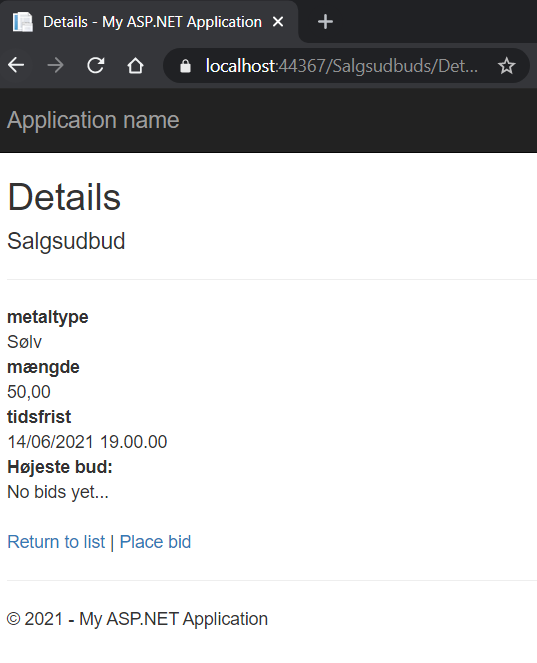 Details - My ASP.NET Application
localhost:44367/Salgsudbuds/Det...
Application name
Details
Salgsudbud
metaltype
Sølv
mængde
50,00
tidsfrist
14/06/2021 19.00.00
Højeste bud:
No bids yet...
Return to list | Place bid
© 2021 - My ASP.NET Application